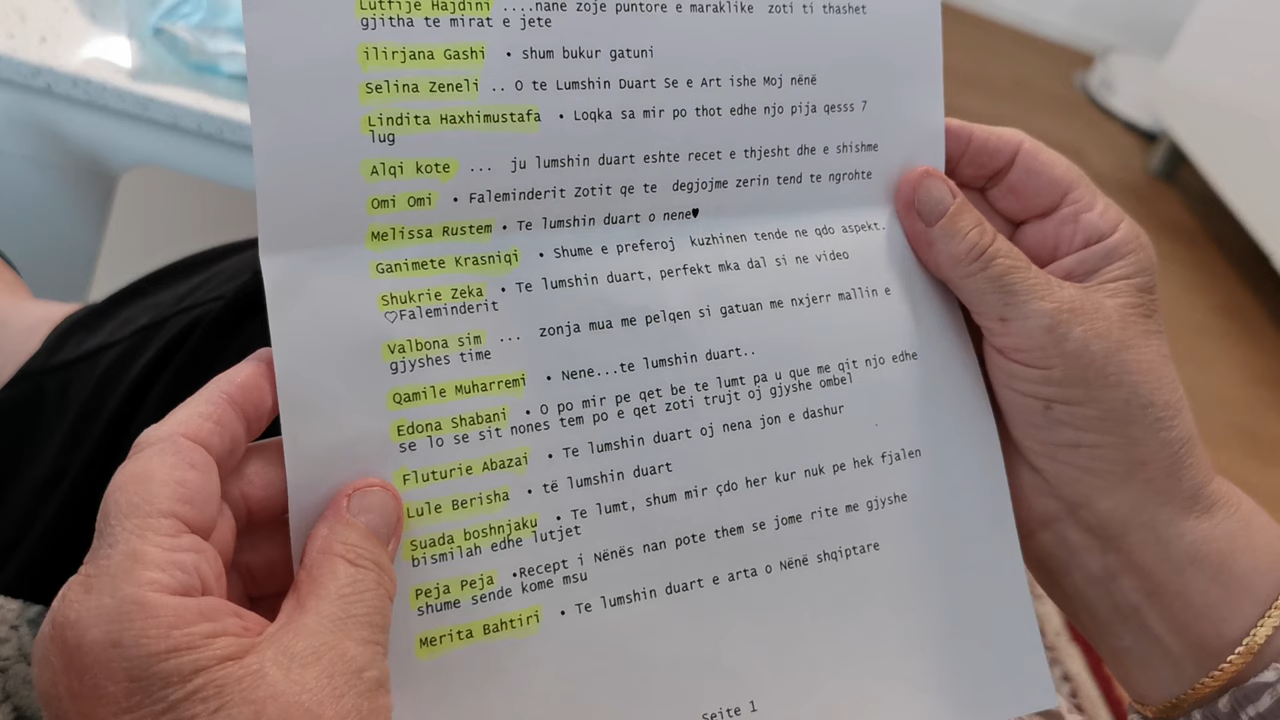 Lutfije Hajdini ....nane zoje puntore e maraklike zoti ti thashet
gjitha te mirat e jete
ilirjana Gashi • shum bukur gatuni
Selina Zeneli .. O te Lumshin Duart Se e Art ishe Moj nënë
Lindita Haxhimustafa • Loqka sa mir po thot edhe njo pija qesss 7
lug
Alqi kote ... ju lumshin duart eshte recet e thjesht dhe e shishme
Omi Omi • Faleminderit Zotit qe te degjojme zerin tend te ngrohte
Melissa Rustem • Te lumshin duart o nene♥
Ganimete Krasniqi • Shume e preferoj kuzhinen tende ne qdo aspekt.
Shukrie Zeka • Te lumshin duart, perfekt mka dal si ne video
♡Faleminderit
Valbona sim ... zonja mua me pelqen si gatuan me nxjerr mallin e
gjyshes time
Qamile Muharremi • Nene...te lumshin duart..
Edona Shabani • O po mir pe qet be te lumt pa u que me qit njo edhe
se lo se sit nones tem po e qet zoti trujt oj gjyshe ombel
Fluturie Abazai • Te lumshin duart oj nena jon e dashur
Lule Berisha • të lumshin duart
Suada boshnjaku • Te lumt, shum mir çdo her kur nuk pe hek fjalen
bismilah edhe lutjet
Peja Peja •Recept i Nënës nan pote them se jome rite me gjyshe
shume sende kome msu
Merita Bahtiri • Te lumshin duart e arta o Nënë shqiptare
Seite 1